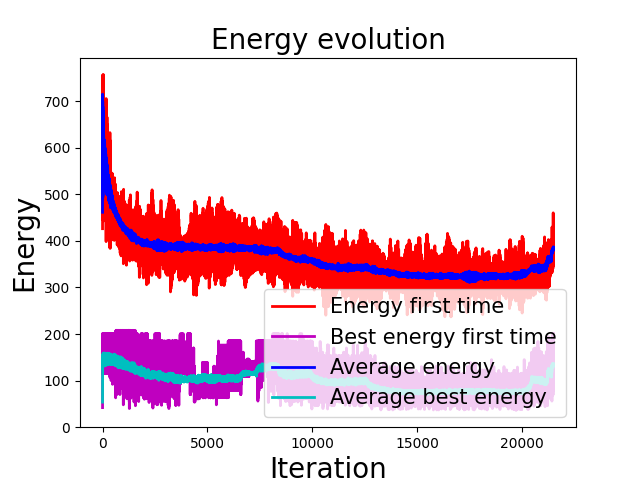 Energy evolution
Energy
700
600
500
400
300
200
100
0
Energy first time
Best energy first time
Average energy
Average best energy
0 5000 10000 15000 20000
Iteration